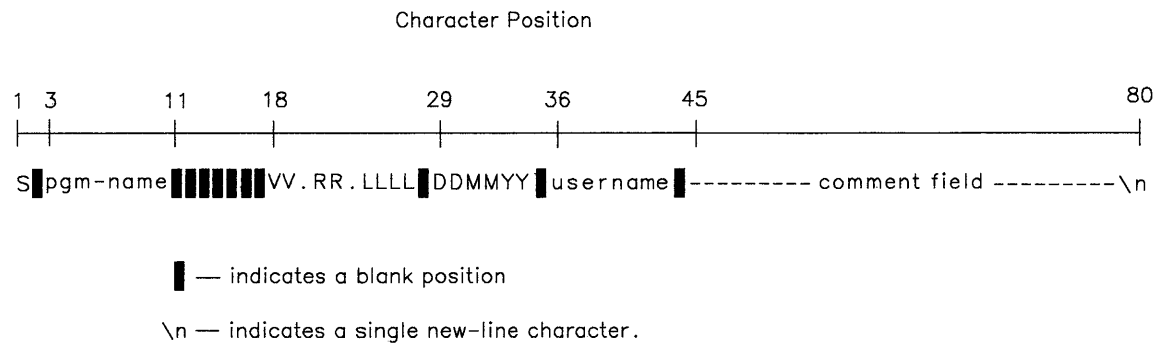 Character Position
1 3 11 18 29 36 45 80
S▮pgm-name▮▮▮▮▮▮▮VV.RR.LLLL▮DDMMYY▮username▮--------- comment field ---------\n
▮ — indicates a blank position
\n — indicates a single new-line character.